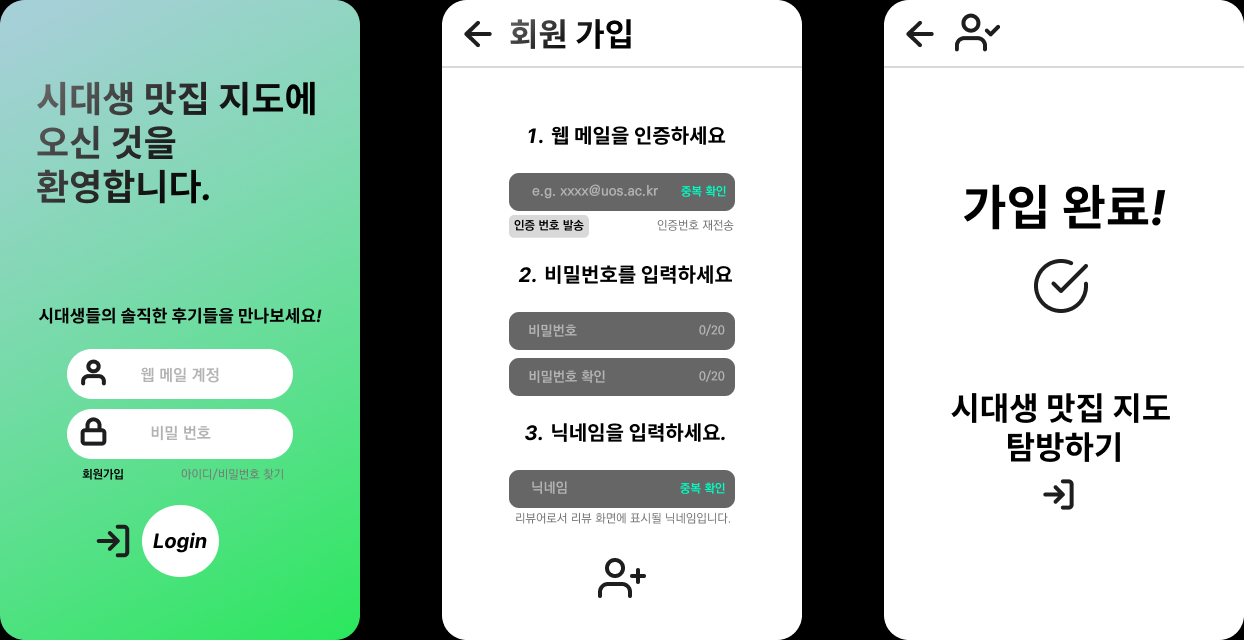 시대생 맛집 지도에
오신 것을
환영합니다.
시대생들의 솔직한 후기들을 만나보세요!
웹 메일 계정
비밀 번호
회원가입 아이디/비밀번호 찾기
Login
회원 가입
1. 웹 메일을 인증하세요
e.g. xxxx@uos.ac.kr 중복 확인
인증 번호 발송 인증번호 재전송
2. 비밀번호를 입력하세요
비밀번호 0/20
비밀번호 확인 0/20
3. 닉네임을 입력하세요.
닉네임 중복 확인
리뷰어로서 리뷰 화면에 표시될 닉네임입니다.
가입 완료!
시대생 맛집 지도
탐방하기